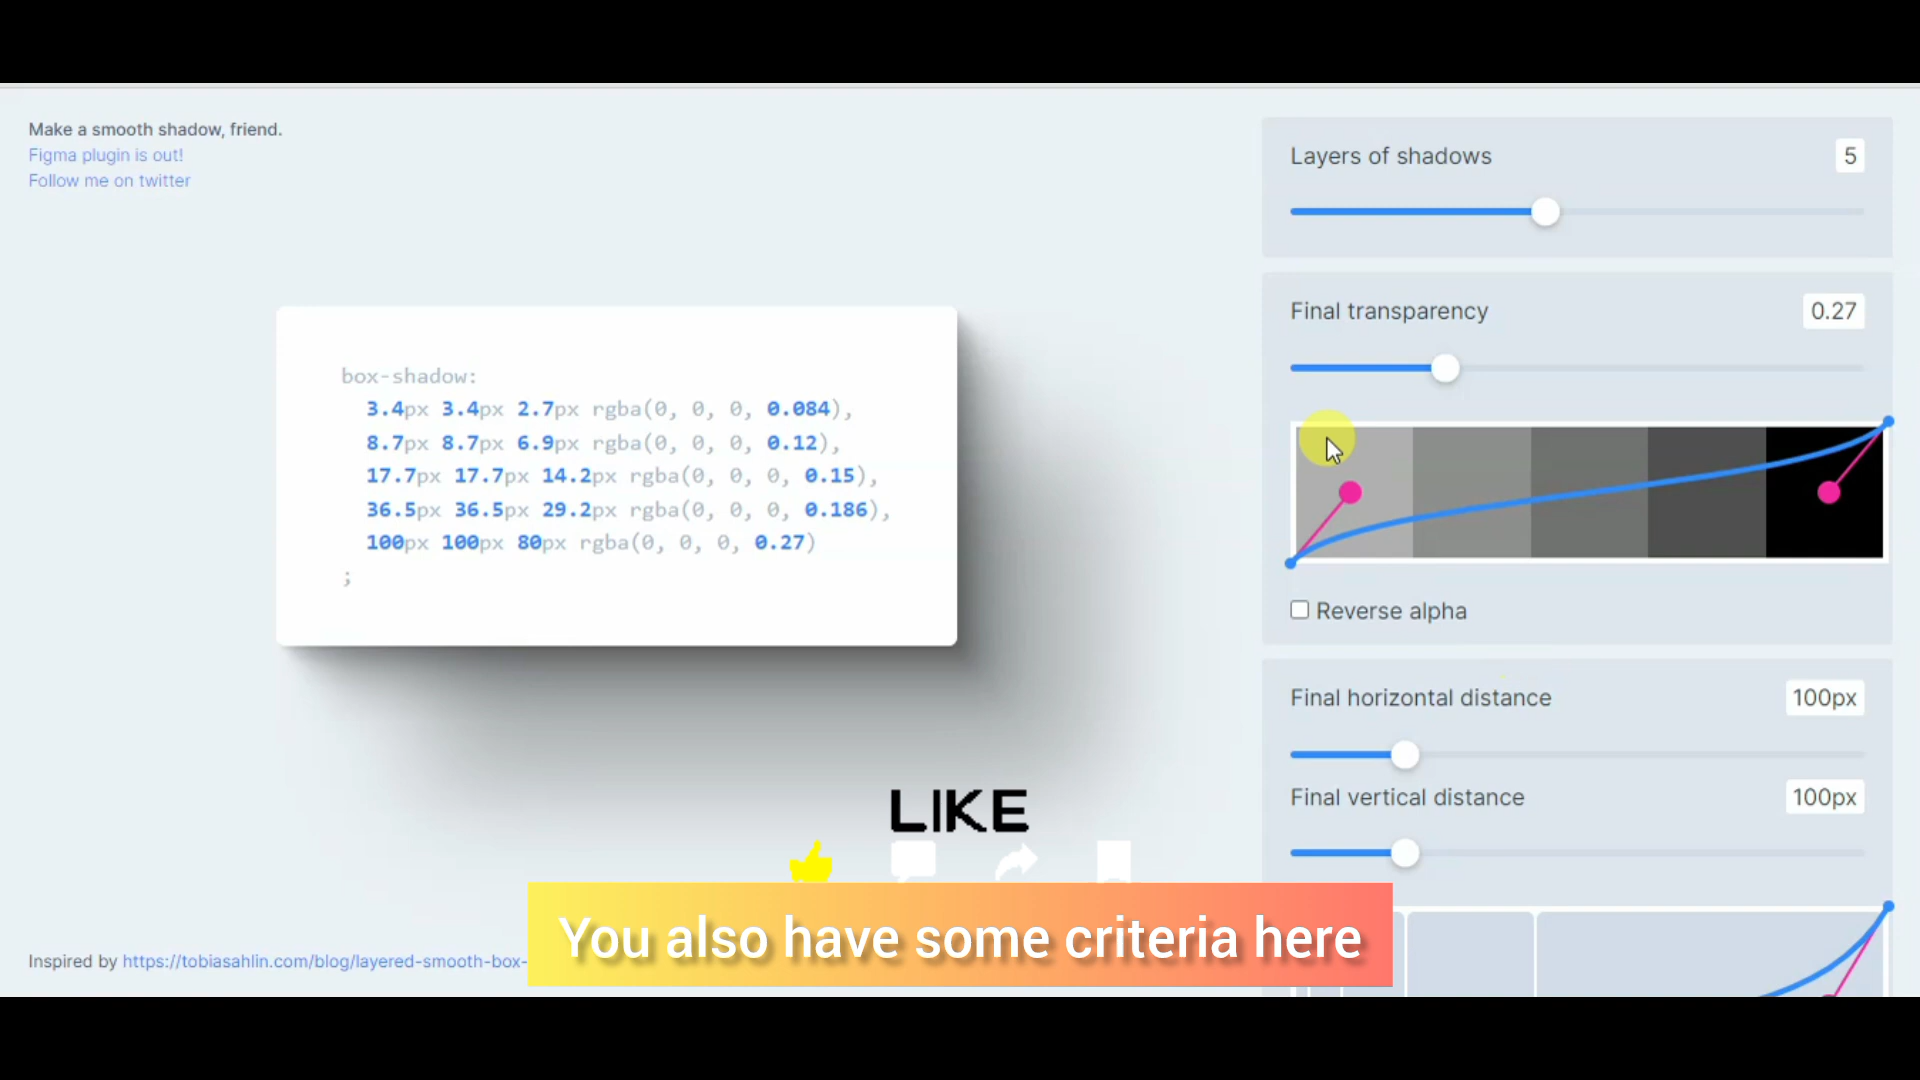 Make a smooth shadow, friend.
Figma plugin is out!
Follow me on twitter
box-shadow:
3.4px 3.4px 2.7px rgba(0, 0, 0, 0.084),
8.7px 8.7px 6.9px rgba(0, 0, 0, 0.12),
17.7px 17.7px 14.2px rgba(0, 0, 0, 0.15),
36.5px 36.5px 29.2px rgba(0, 0, 0, 0.186),
100px 100px 80px rgba(0, 0, 0, 0.27)
;
Layers of shadows 5
Final transparency 0.27
Reverse alpha
Final horizontal distance 100px
Final vertical distance 100px
LIKE
You also have some criteria here
Inspired by https://tobiasahlin.com/blog/layered-smooth-box-